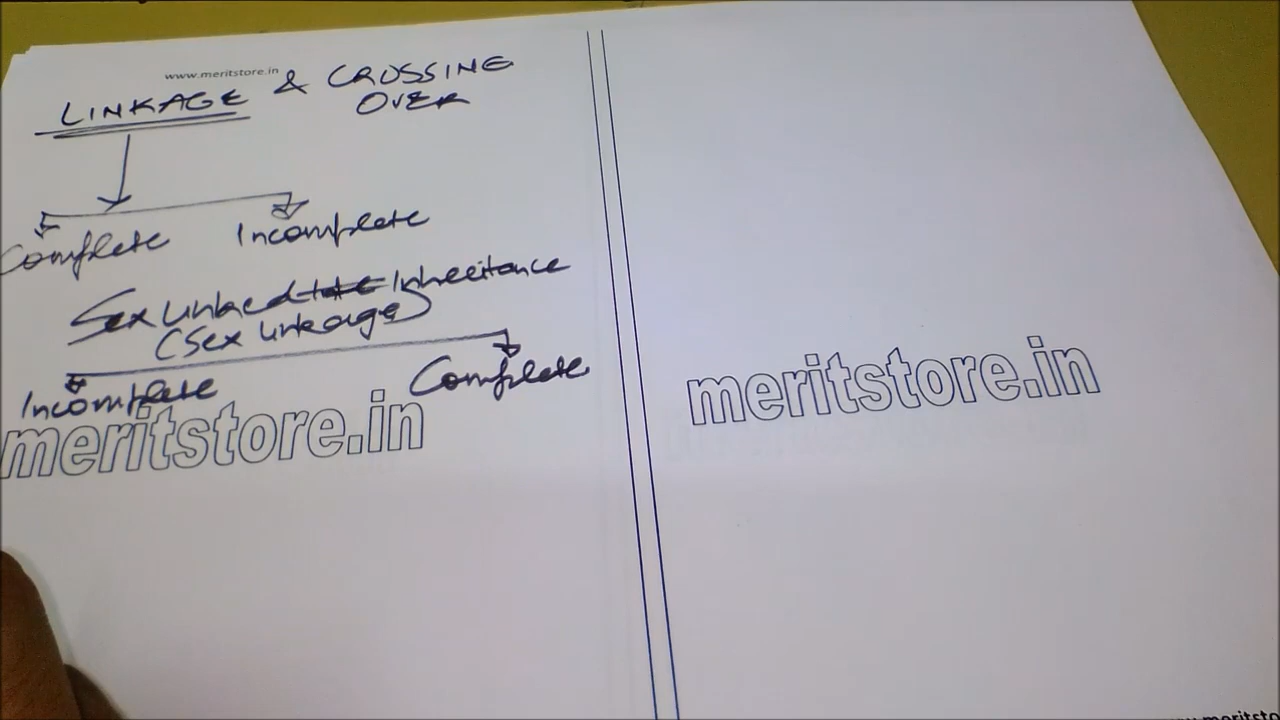 www.meritstore.in
LINKAGE & CROSSING
OVER
Complete Incomplete
Sex Linked Inheritance
(Sex Linkage)
Incomplete Complete
meritstore.in
meritstore.in